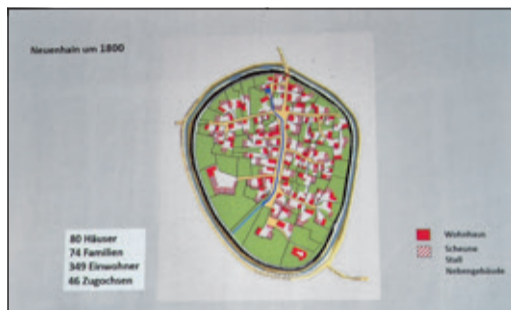 Neuenhain um 1800
80 Häuser
74 Familien
349 Einwohner
46 Zugochsen
Wohnhaus
Scheune
Stall
Nebengebäude